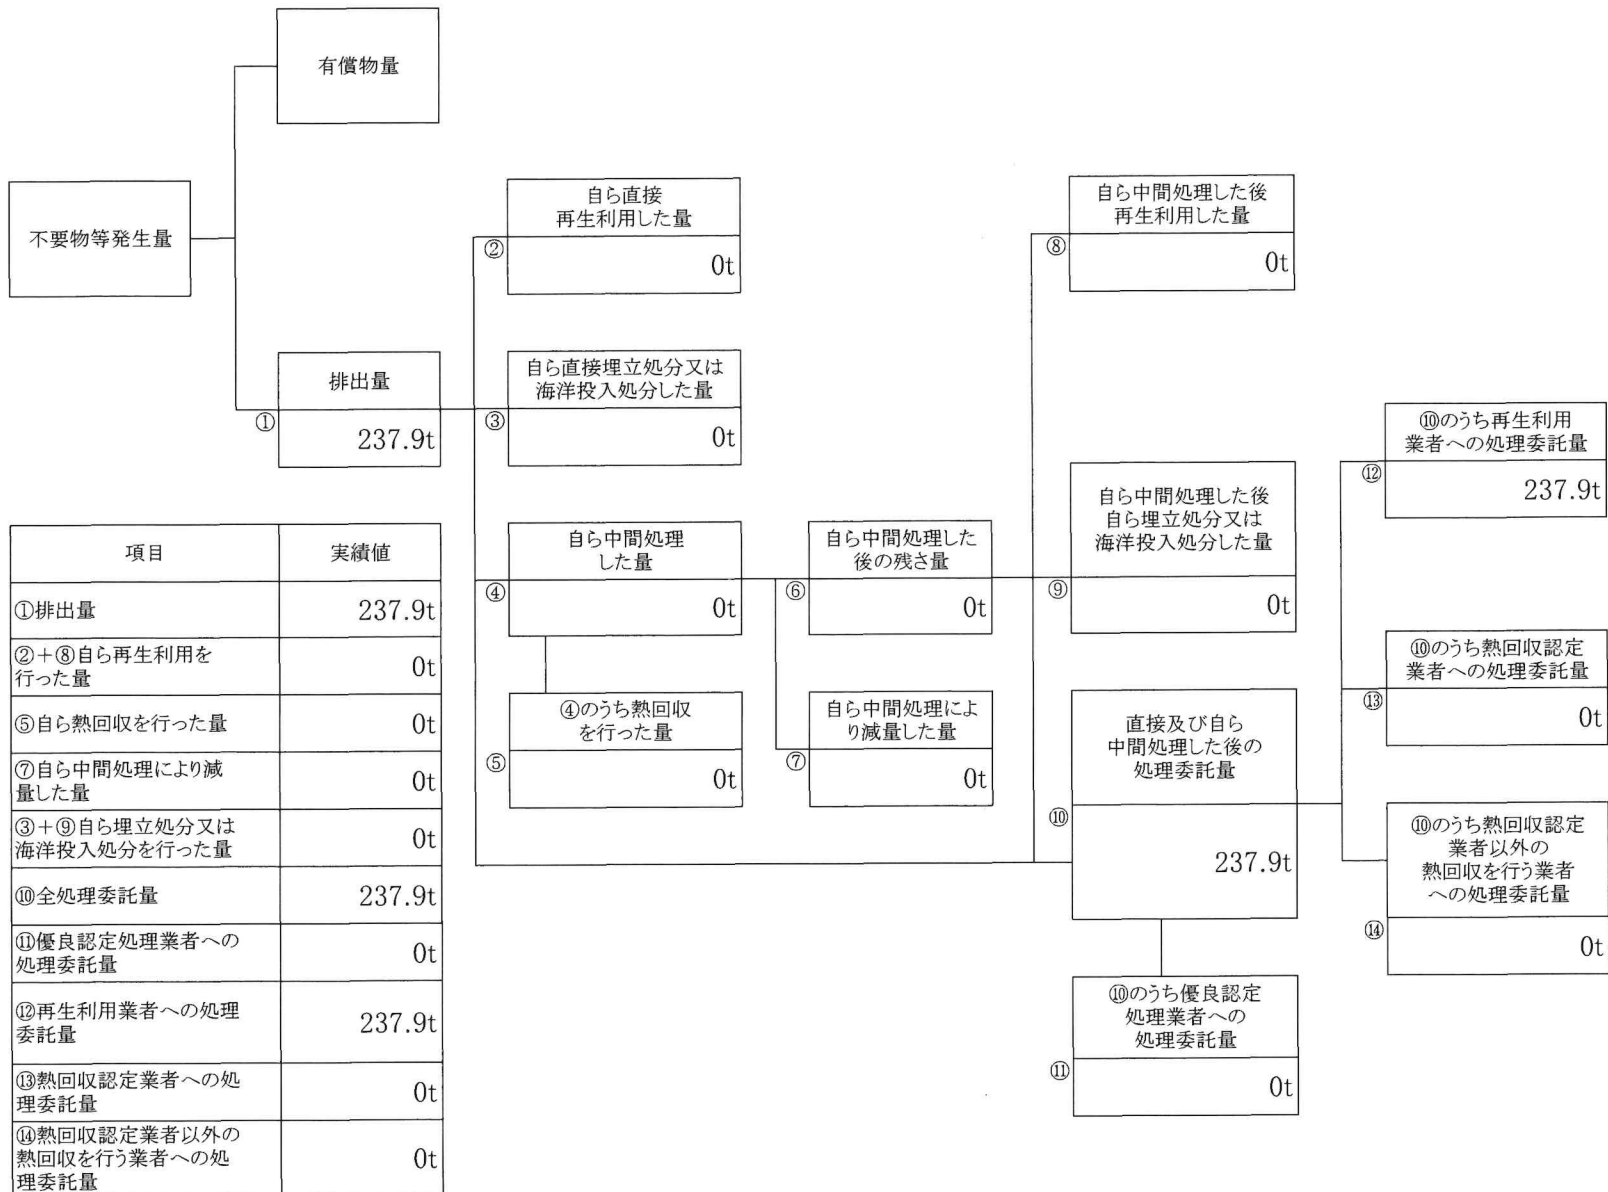 有償物量
不要物等発生量
排出量
①
237.9t
自ら直接
再生利用した量
②
0t
自ら直接埋立処分又は
海洋投入処分した量
③
0t
自ら中間処理
した量
④
0t
④のうち熱回収
を行った量
⑤
0t
自ら中間処理した
後の残さ量
⑥
0t
自ら中間処理によ
り減量した量
⑦
0t
自ら中間処理した後
再生利用した量
⑧
0t
自ら中間処理した後
自ら埋立処分又は
海洋投入処分した量
⑨
0t
直接及び自ら
中間処理した後の
処理委託量
⑩
237.9t
⑩のうち優良認定
処理業者への
処理委託量
⑪
0t
⑩のうち再生利用
業者への処理委託量
⑫
237.9t
⑩のうち熱回収認定
業者への処理委託量
⑬
0t
⑩のうち熱回収認定
業者以外の
熱回収を行う業者
への処理委託量
⑭
0t
項目 実績値
①排出量 237.9t
②+⑧自ら再生利用を
行った量 0t
⑤自ら熱回収を行った量 0t
⑦自ら中間処理により減
量した量 0t
③+⑨自ら埋立処分又は
海洋投入処分を行った量 0t
⑩全処理委託量 237.9t
⑪優良認定処理業者への
処理委託量 0t
⑫再生利用業者への処理
委託量 237.9t
⑬熱回収認定業者への処
理委託量 0t
⑭熱回収認定業者以外の
熱回収を行う業者への処
理委託量 0t